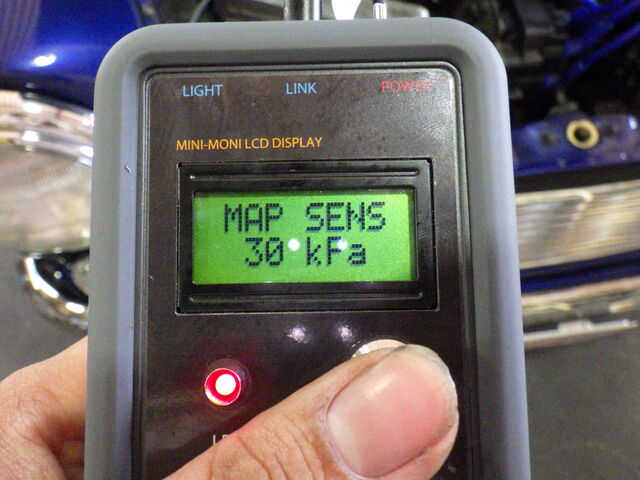 LIGHT LINK POWER
MINI-MONI LCD DISPLAY
MAP SENS
30 kPa